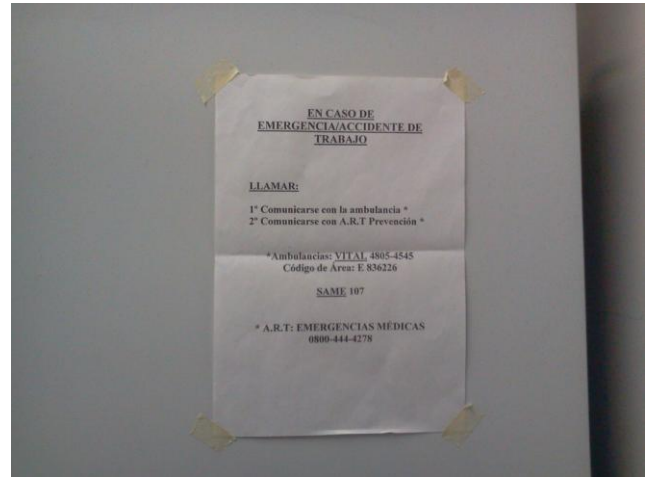 EN CASO DE
EMERGENCIA/ACCIDENTE DE
TRABAJO
LLAMAR:
1º Comunicarse con la ambulancia *
2º Comunicarse con A.R.T Prevención *
*Ambulancias: VITAL 4805-4545
Código de Área: E 836226
SAME 107
* A.R.T: EMERGENCIAS MÉDICAS
0800-444-4278